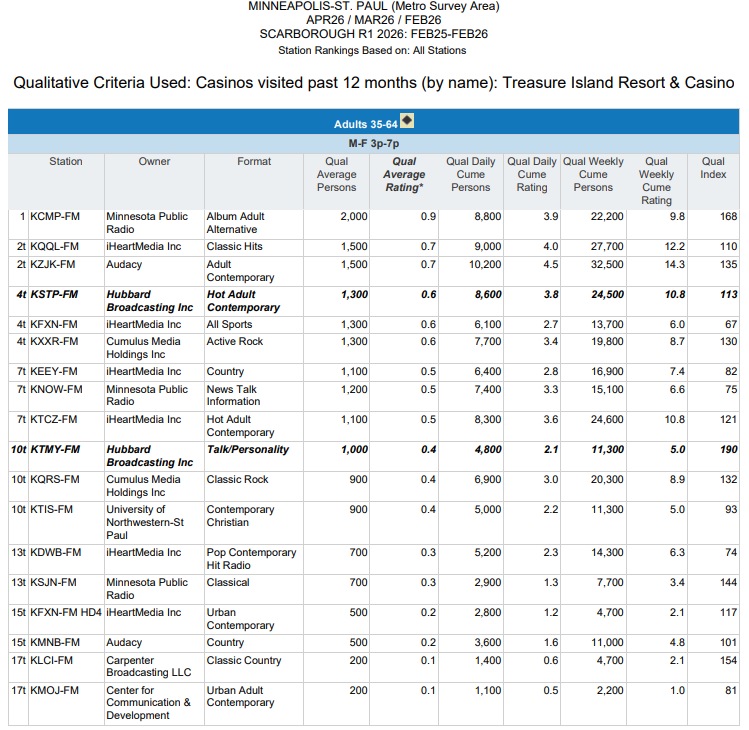 MINNEAPOLIS-ST. PAUL (Metro Survey Area)
APR26 / MAR26 / FEB26
SCARBOROUGH R1 2026: FEB25-FEB26
Station Rankings Based on: All Stations
Qualitative Criteria Used: Casinos visited past 12 months (by name): Treasure Island Resort & Casino
Adults 35-64
M-F 3p-7p
Station Owner Format Qual Average Persons Qual Average Rating* Qual Daily Cume Persons Qual Daily Cume Rating Qual Weekly Cume Persons Qual Weekly Cume Rating Qual Index
1 KCMP-FM Minnesota Public Radio Album Adult Alternative 2,000 0.9 8,800 3.9 22,200 9.8 168
2t KQQL-FM iHeartMedia Inc Classic Hits 1,500 0.7 9,000 4.0 27,700 12.2 110
2t KZJK-FM Audacy Adult Contemporary 1,500 0.7 10,200 4.5 32,500 14.3 135
4t KSTP-FM Hubbard Broadcasting Inc Hot Adult Contemporary 1,300 0.6 8,600 3.8 24,500 10.8 113
4t KFXN-FM iHeartMedia Inc All Sports 1,300 0.6 6,100 2.7 13,700 6.0 67
4t KXXR-FM Cumulus Media Holdings Inc Active Rock 1,300 0.6 7,700 3.4 19,800 8.7 130
7t KEEY-FM iHeartMedia Inc Country 1,100 0.5 6,400 2.8 16,900 7.4 82
7t KNOW-FM Minnesota Public Radio News Talk Information 1,200 0.5 7,400 3.3 15,100 6.6 75
7t KTCZ-FM iHeartMedia Inc Hot Adult Contemporary 1,100 0.5 8,300 3.6 24,600 10.8 121
10t KTMY-FM Hubbard Broadcasting Inc Talk/Personality 1,000 0.4 4,800 2.1 11,300 5.0 190
10t KQRS-FM Cumulus Media Holdings Inc Classic Rock 900 0.4 6,900 3.0 20,300 8.9 132
10t KTIS-FM University of Northwestern-St Paul Contemporary Christian 900 0.4 5,000 2.2 11,300 5.0 93
13t KDWB-FM iHeartMedia Inc Pop Contemporary Hit Radio 700 0.3 5,200 2.3 14,300 6.3 74
13t KSJN-FM Minnesota Public Radio Classical 700 0.3 2,900 1.3 7,700 3.4 144
15t KFXN-FM HD4 iHeartMedia Inc Urban Contemporary 500 0.2 2,800 1.2 4,700 2.1 117
15t KMNB-FM Audacy Country 500 0.2 3,600 1.6 11,000 4.8 101
17t KLCI-FM Carpenter Broadcasting LLC Classic Country 200 0.1 1,400 0.6 4,700 2.1 154
17t KMOJ-FM Center for Communication & Development Urban Adult Contemporary 200 0.1 1,100 0.5 2,200 1.0 81